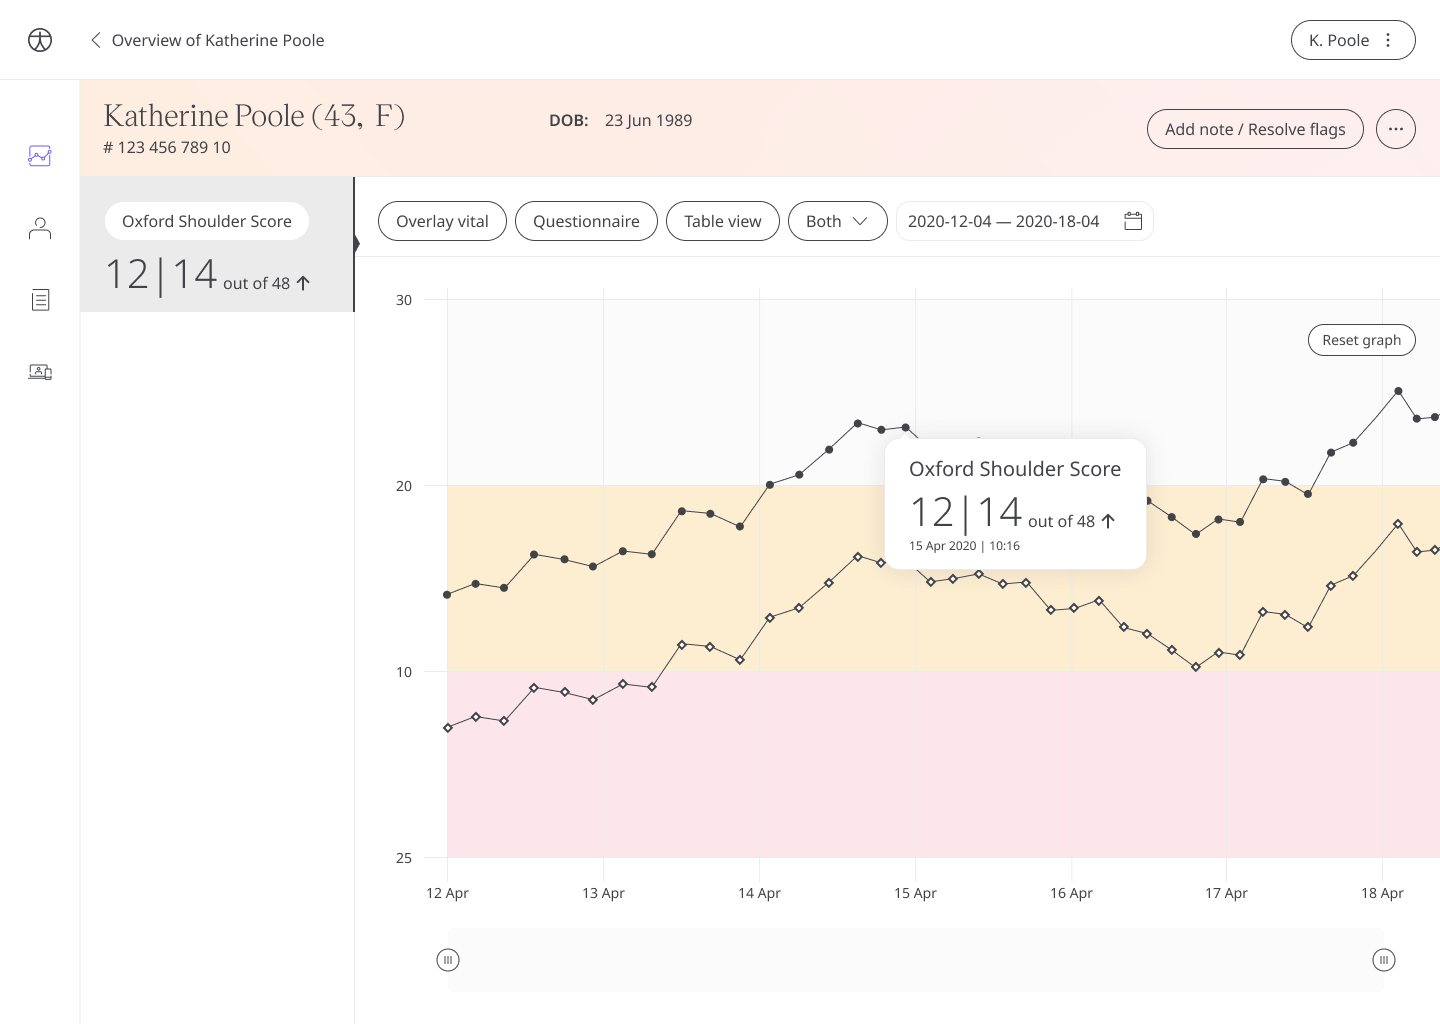 Overview of Katherine Poole
K. Poole
Katherine Poole (43, F)
# 123 456 789 10
DOB: 23 Jun 1989
Add note / Resolve flags
Oxford Shoulder Score
12|14 out of 48 ↑
Overlay vital
Questionnaire
Table view
Both
2020-12-04 — 2020-18-04
30
Reset graph
20
Oxford Shoulder Score
12|14 out of 48 ↑
15 Apr 2020 | 10:16
10
25
12 Apr
13 Apr
14 Apr
15 Apr
16 Apr
17 Apr
18 Apr